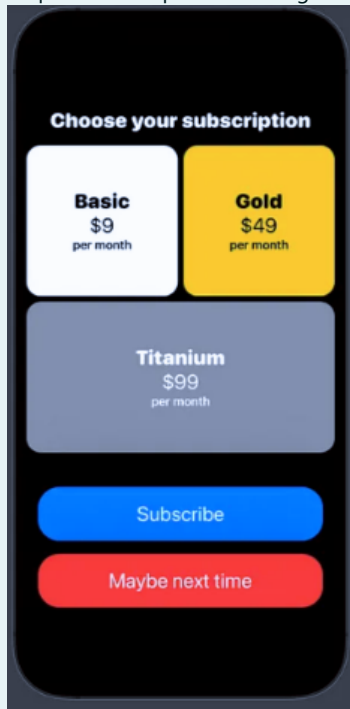 Choose your subscription
Basic
$9
per month
Gold
$49
per month
Titanium
$99
per month
Subscribe
Maybe next time